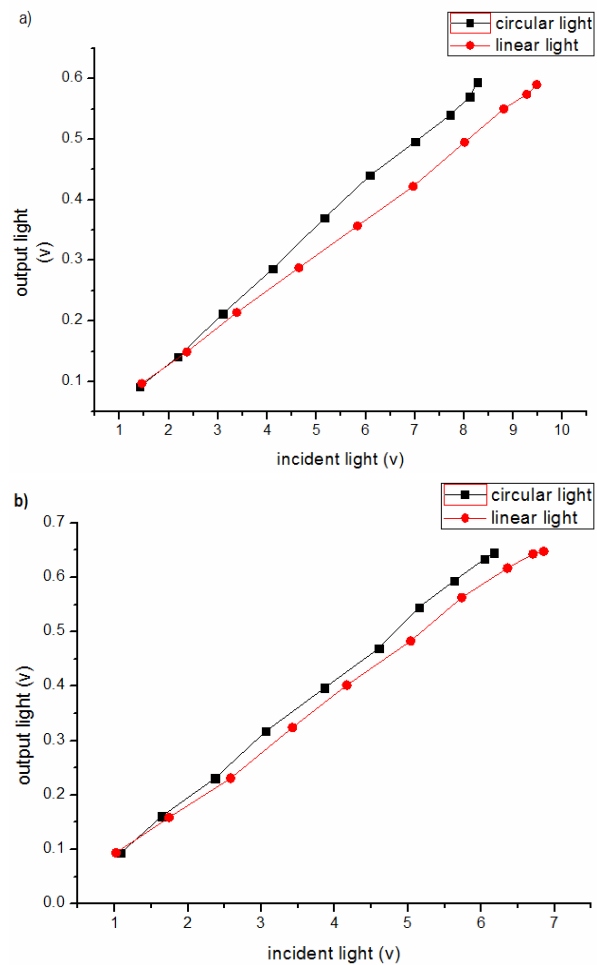 a)
circular light
linear light
0.6
0.5
0.4
0.3
0.2
0.1
output light
(v)
1 2 3 4 5 6 7 8 9 10
incident light (v)
b)
circular light
linear light
0.7
0.6
0.5
0.4
0.3
0.2
0.1
0.0
output light (v)
1 2 3 4 5 6 7
incident light (v)